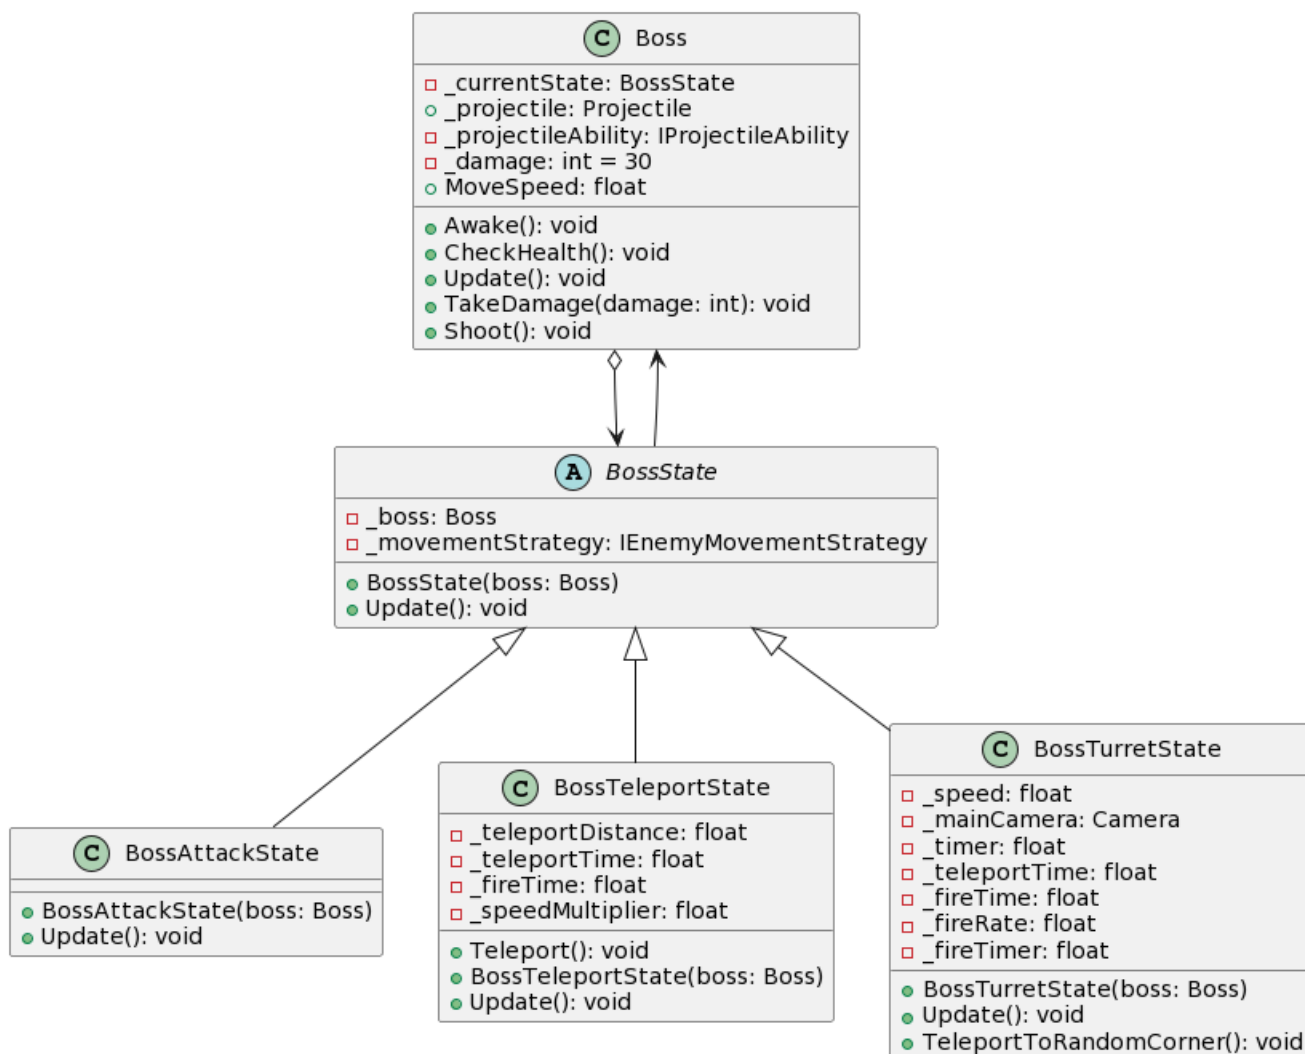 C Boss
_currentState: BossState
_projectile: Projectile
_projectileAbility: IProjectileAbility
_damage: int = 30
MoveSpeed: float
Awake(): void
CheckHealth(): void
Update(): void
TakeDamage(damage: int): void
Shoot(): void
A BossState
_boss: Boss
_movementStrategy: IEnemyMovementStrategy
BossState(boss: Boss)
Update(): void
C BossAttackState
BossAttackState(boss: Boss)
Update(): void
C BossTeleportState
_teleportDistance: float
_teleportTime: float
_fireTime: float
_speedMultiplier: float
Teleport(): void
BossTeleportState(boss: Boss)
Update(): void
C BossTurretState
_speed: float
_mainCamera: Camera
_timer: float
_teleportTime: float
_fireTime: float
_fireRate: float
_fireTimer: float
BossTurretState(boss: Boss)
Update(): void
TeleportToRandomCorner(): void